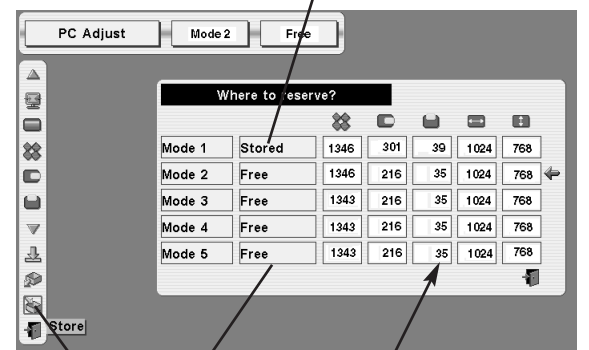 PC Adjust Mode 2 Free
Where to reserve?
Mode 1 Stored 1346 301 39 1024 768
Mode 2 Free 1346 216 35 1024 768
Mode 3 Free 1343 216 35 1024 768
Mode 4 Free 1343 216 35 1024 768
Mode 5 Free 1343 216 35 1024 768
Store